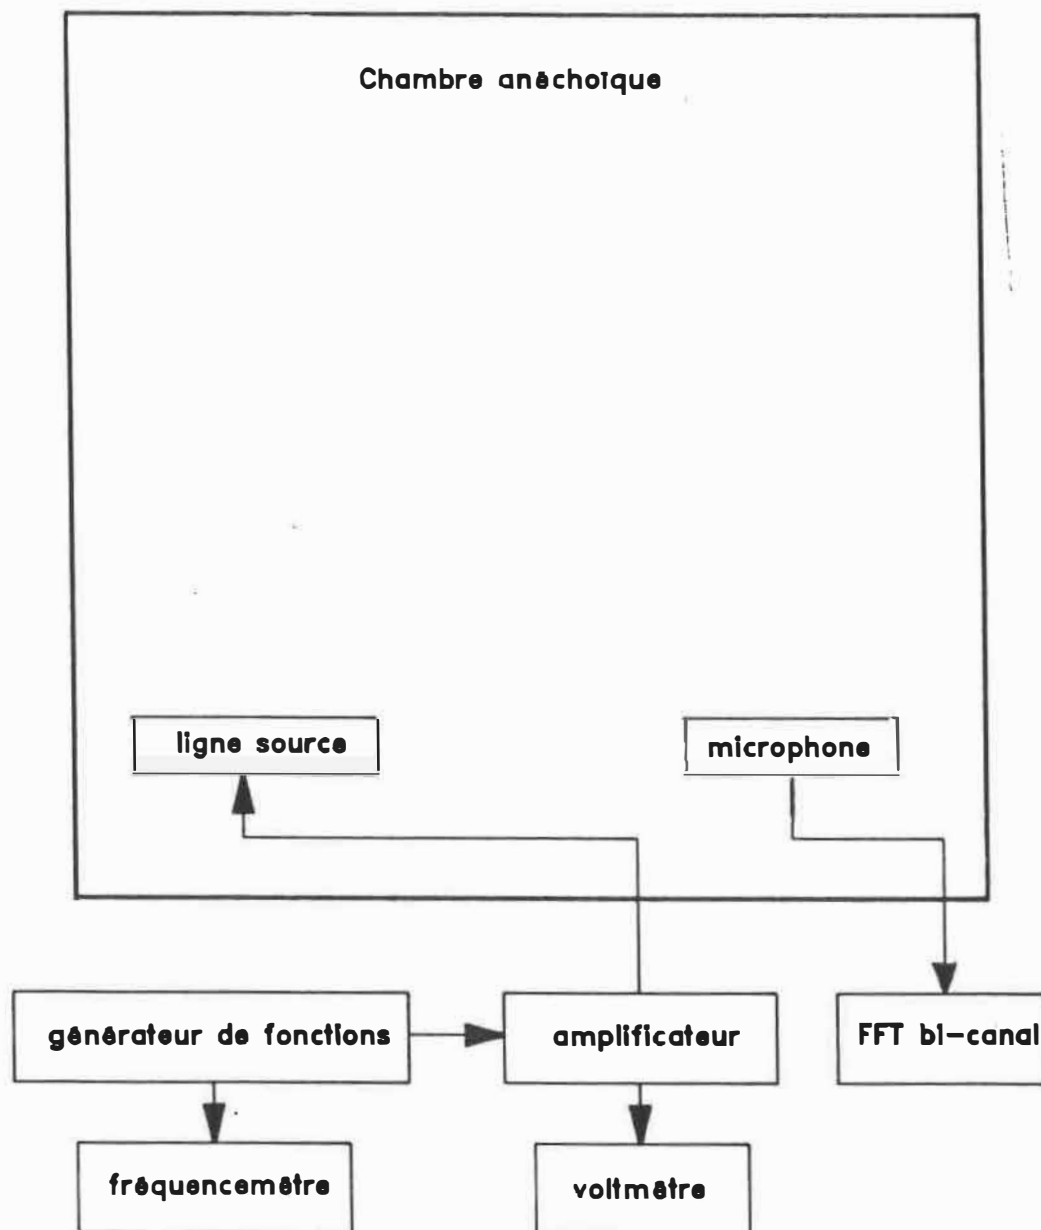 Chambre anéchoïque
ligne source
microphone
générateur de fonctions
amplificateur
FFT bi-canal
fréquencemètre
voltmètre